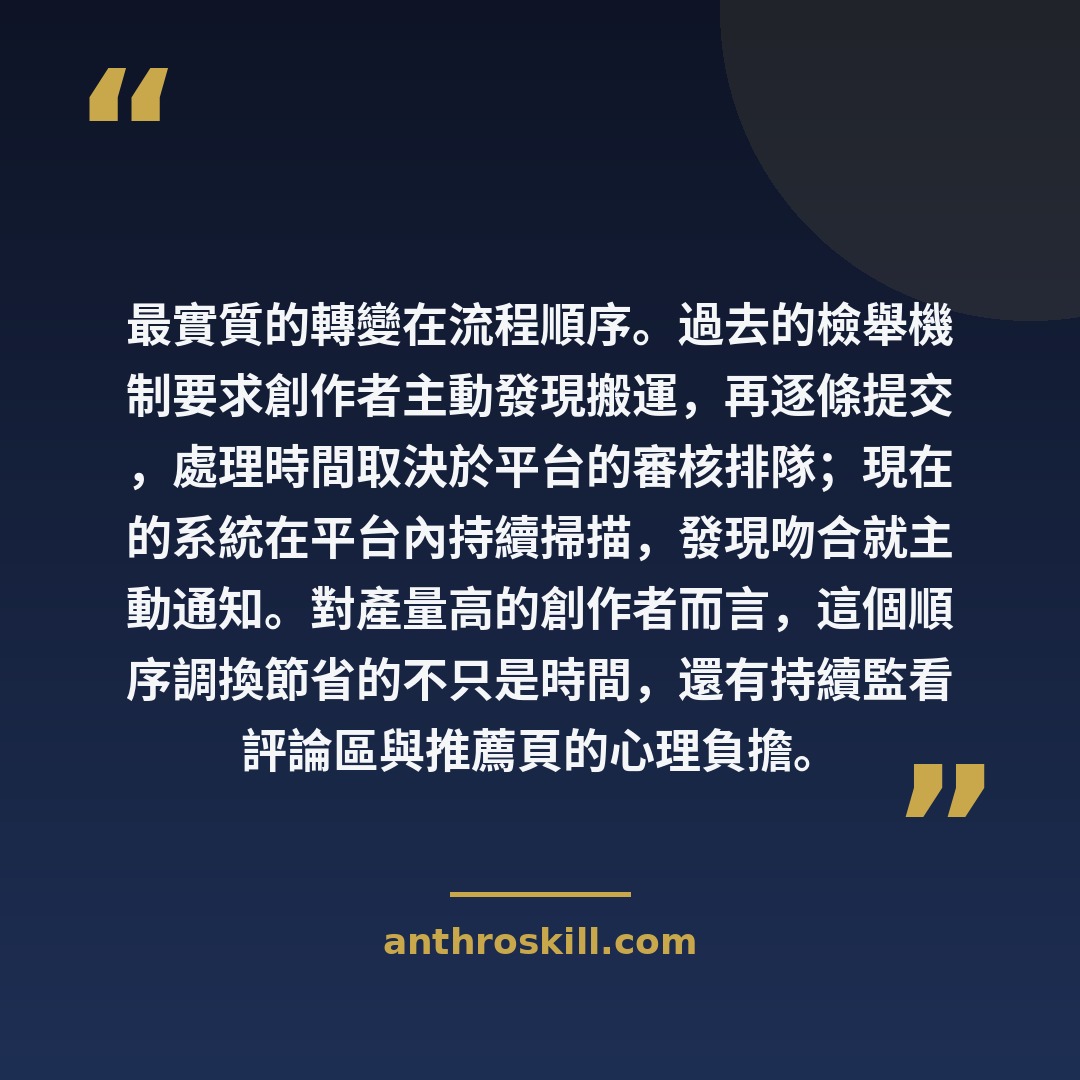 “
最實質的轉變在流程順序。過去的檢舉機
制要求創作者主動發現搬運，再逐條提交
，處理時間取決於平台的審核排隊；現在
的系統在平台內持續掃描，發現吻合就主
動通知。對產量高的創作者而言，這個順
序調換節省的不只是時間，還有持續監看
評論區與推薦頁的心理負擔。
”
anthroskill.com